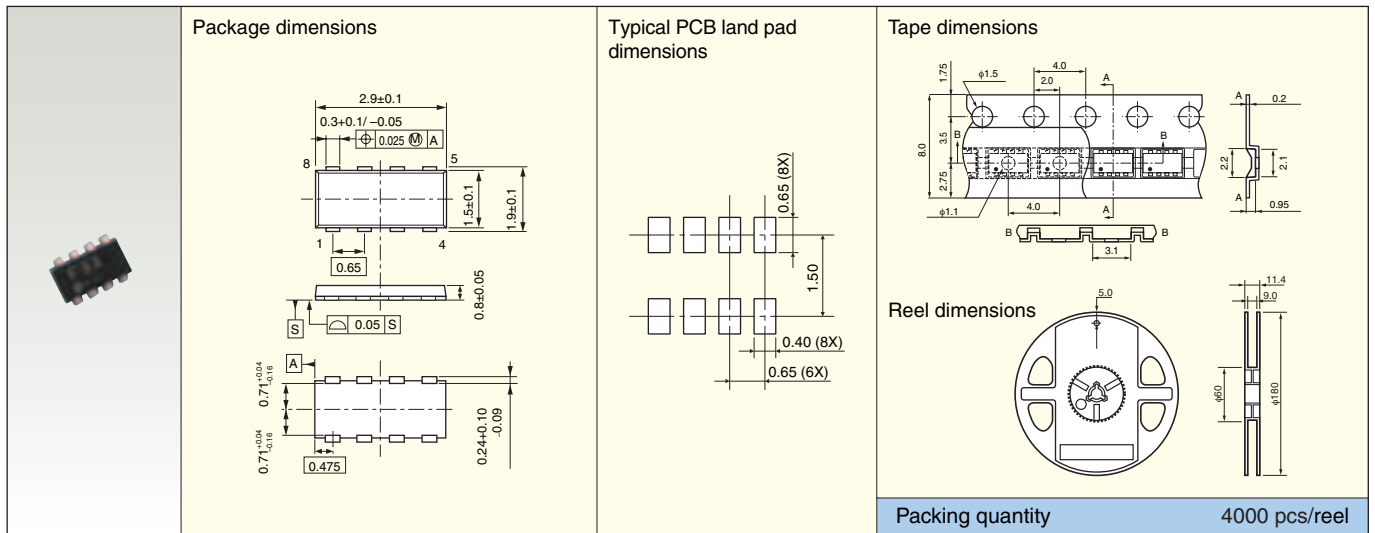 Package dimensions
2.9±0.1
0.3+0.1/ −0.05
0.025 Ⓜ A
8
5
1.5±0.1
1.9±0.1
1
4
0.65
0.8±0.05
S
0.05 S
A
0.71+0.04 -0.16
0.71+0.04 -0.16
0.24+0.10
-0.09
0.475
Typical PCB land pad
dimensions
0.65 (8X)
1.50
0.40 (8X)
0.65 (6X)
Tape dimensions
1.75
φ1.5
4.0
2.0
A
A
0.2
8.0
3.5
B
B
2.2
2.1
2.75
φ1.1
4.0
A
A
0.95
B
B
3.1
Reel dimensions
5.0
11.4
9.0
φ60
φ180
Packing quantity 4000 pcs/reel